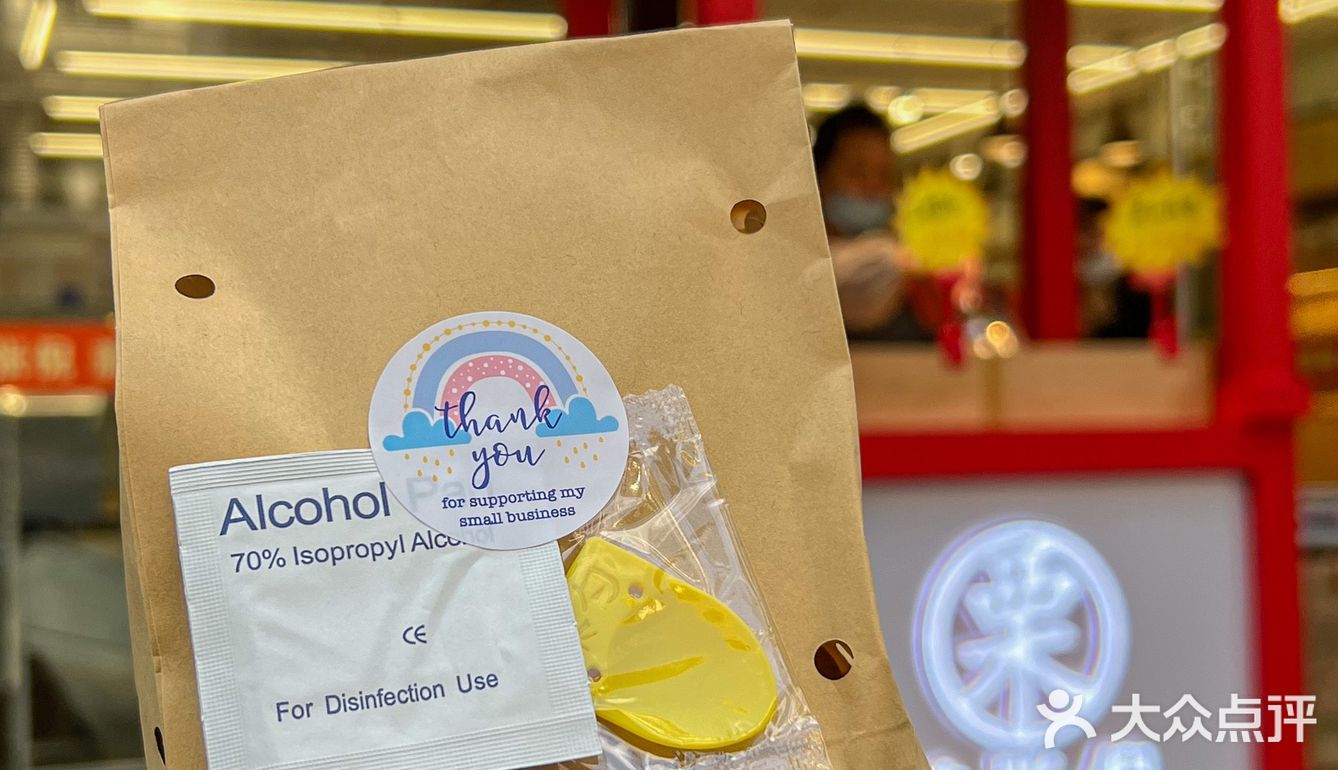 thank
you
for supporting my
small business
Alcohol
70% Isopropyl Alcohol
CE
For Disinfection Use
大众点评